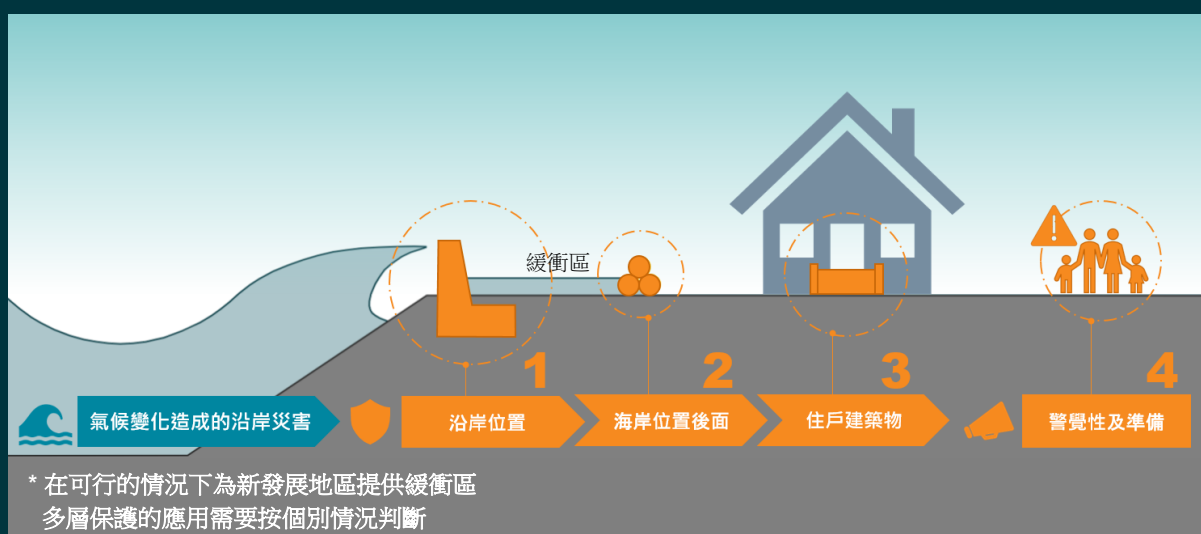 緩衝區
1
2
3
4
氣候變化造成的沿岸災害
沿岸位置
海岸位置後面
住戶建築物
警覺性及準備
* 在可行的情況下為新發展地區提供緩衝區
多層保護的應用需要按個別情況判斷